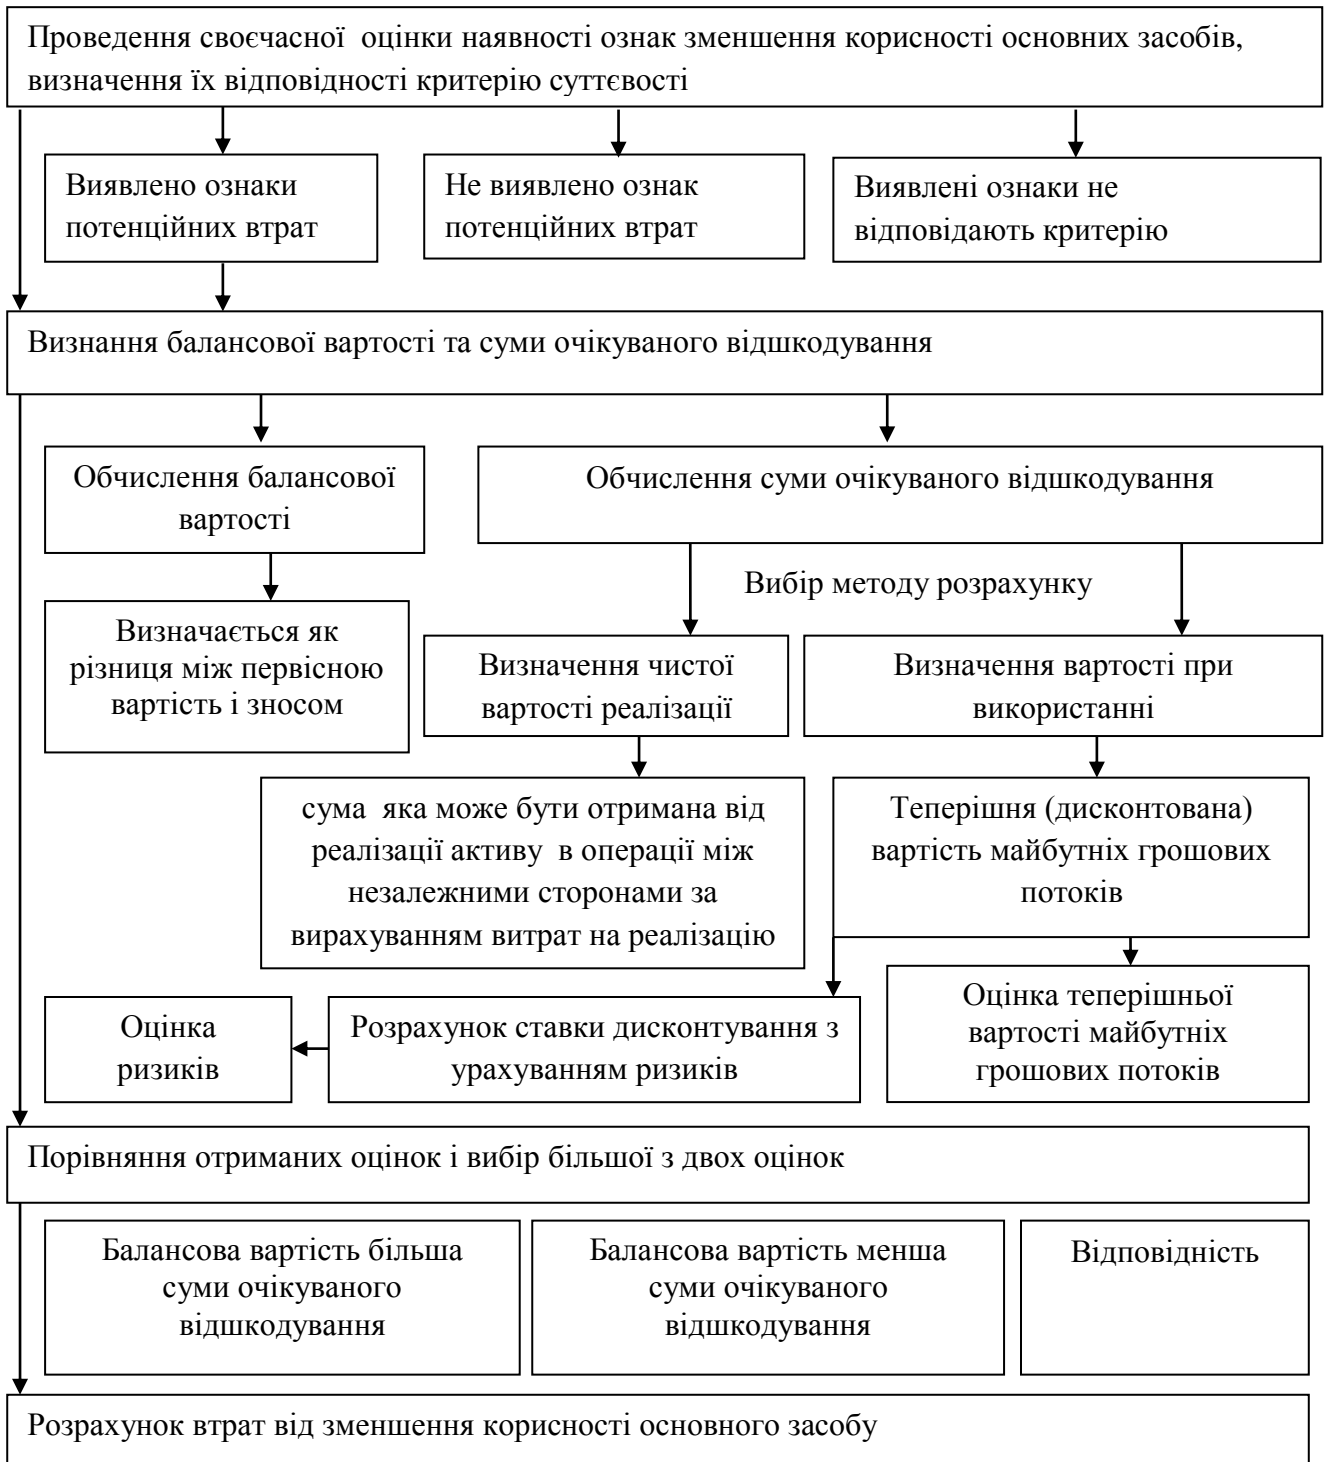 Проведення своєчасної  оцінки наявності ознак зменшення корисності основних засобів,
визначення їх відповідності критерію суттєвості
Виявлено ознаки
потенційних втрат
Не виявлено ознак
потенційних втрат
Виявлені ознаки не
відповідають критерію
Визнання балансової вартості та суми очікуваного відшкодування
Обчислення балансової
вартості
Обчислення суми очікуваного відшкодування
Вибір методу розрахунку
Визначається як
різниця між первісною
вартість і зносом
Визначення чистої
вартості реалізації
Визначення вартості при
використанні
сума  яка може бути отримана від
реалізації активу  в операції між
незалежними сторонами за
вирахуванням витрат на реалізацію
Теперішня (дисконтована)
вартість майбутніх грошових
потоків
Оцінка
ризиків
Розрахунок ставки дисконтування з
урахуванням ризиків
Оцінка теперішньої
вартості майбутніх
грошових потоків
Порівняння отриманих оцінок і вибір більшої з двох оцінок
Балансова вартість більша
суми очікуваного
відшкодування
Балансова вартість менша
суми очікуваного
відшкодування
Відповідність
Розрахунок втрат від зменшення корисності основного засобу